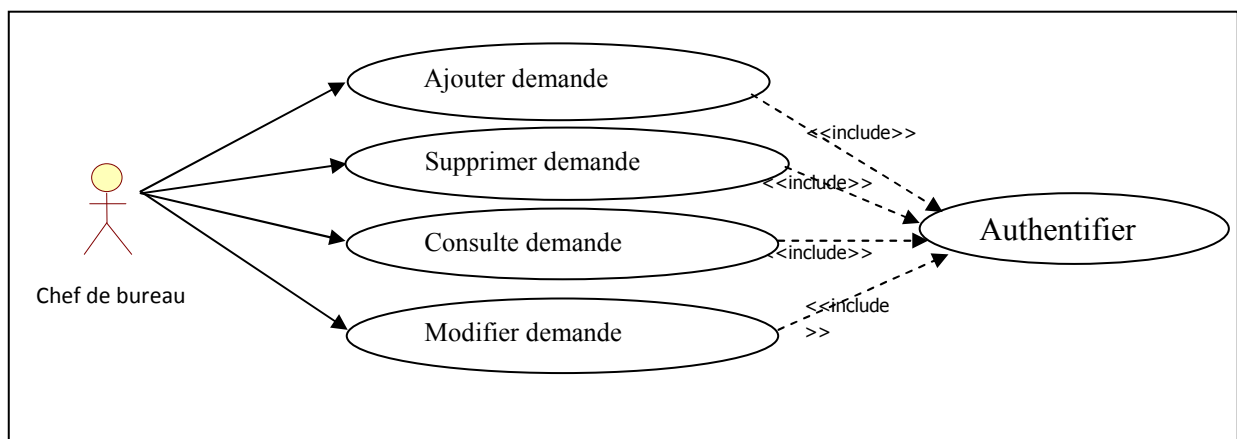 Ajouter demande
<<include>>
Supprimer demande
<<include>>
Authentifier
Consulte demande
<<include>>
Chef de bureau
Modifier demande
<<include
>>